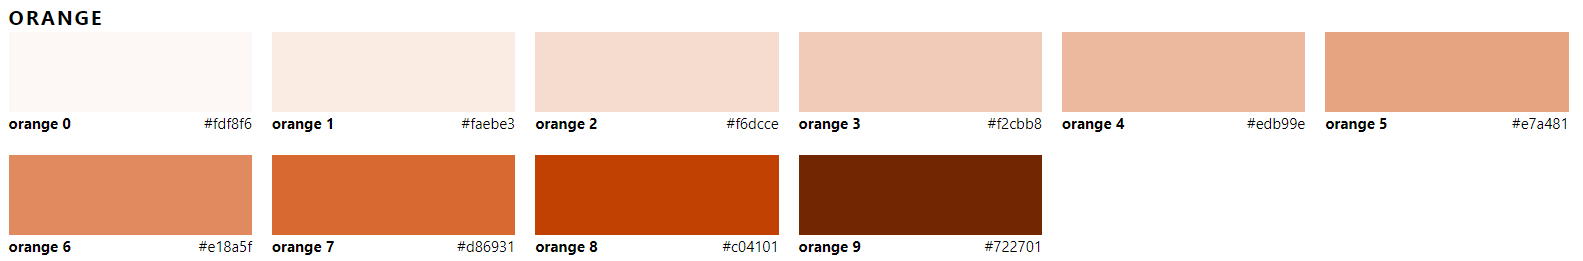 ORANGE
orange 0 #fdf8f6 orange 1 #faebe3 orange 2 #f6dcce orange 3 #f2cbb8 orange 4 #edb99e orange 5 #e7a481
orange 6 #e18a5f orange 7 #d86931 orange 8 #c04101 orange 9 #722701